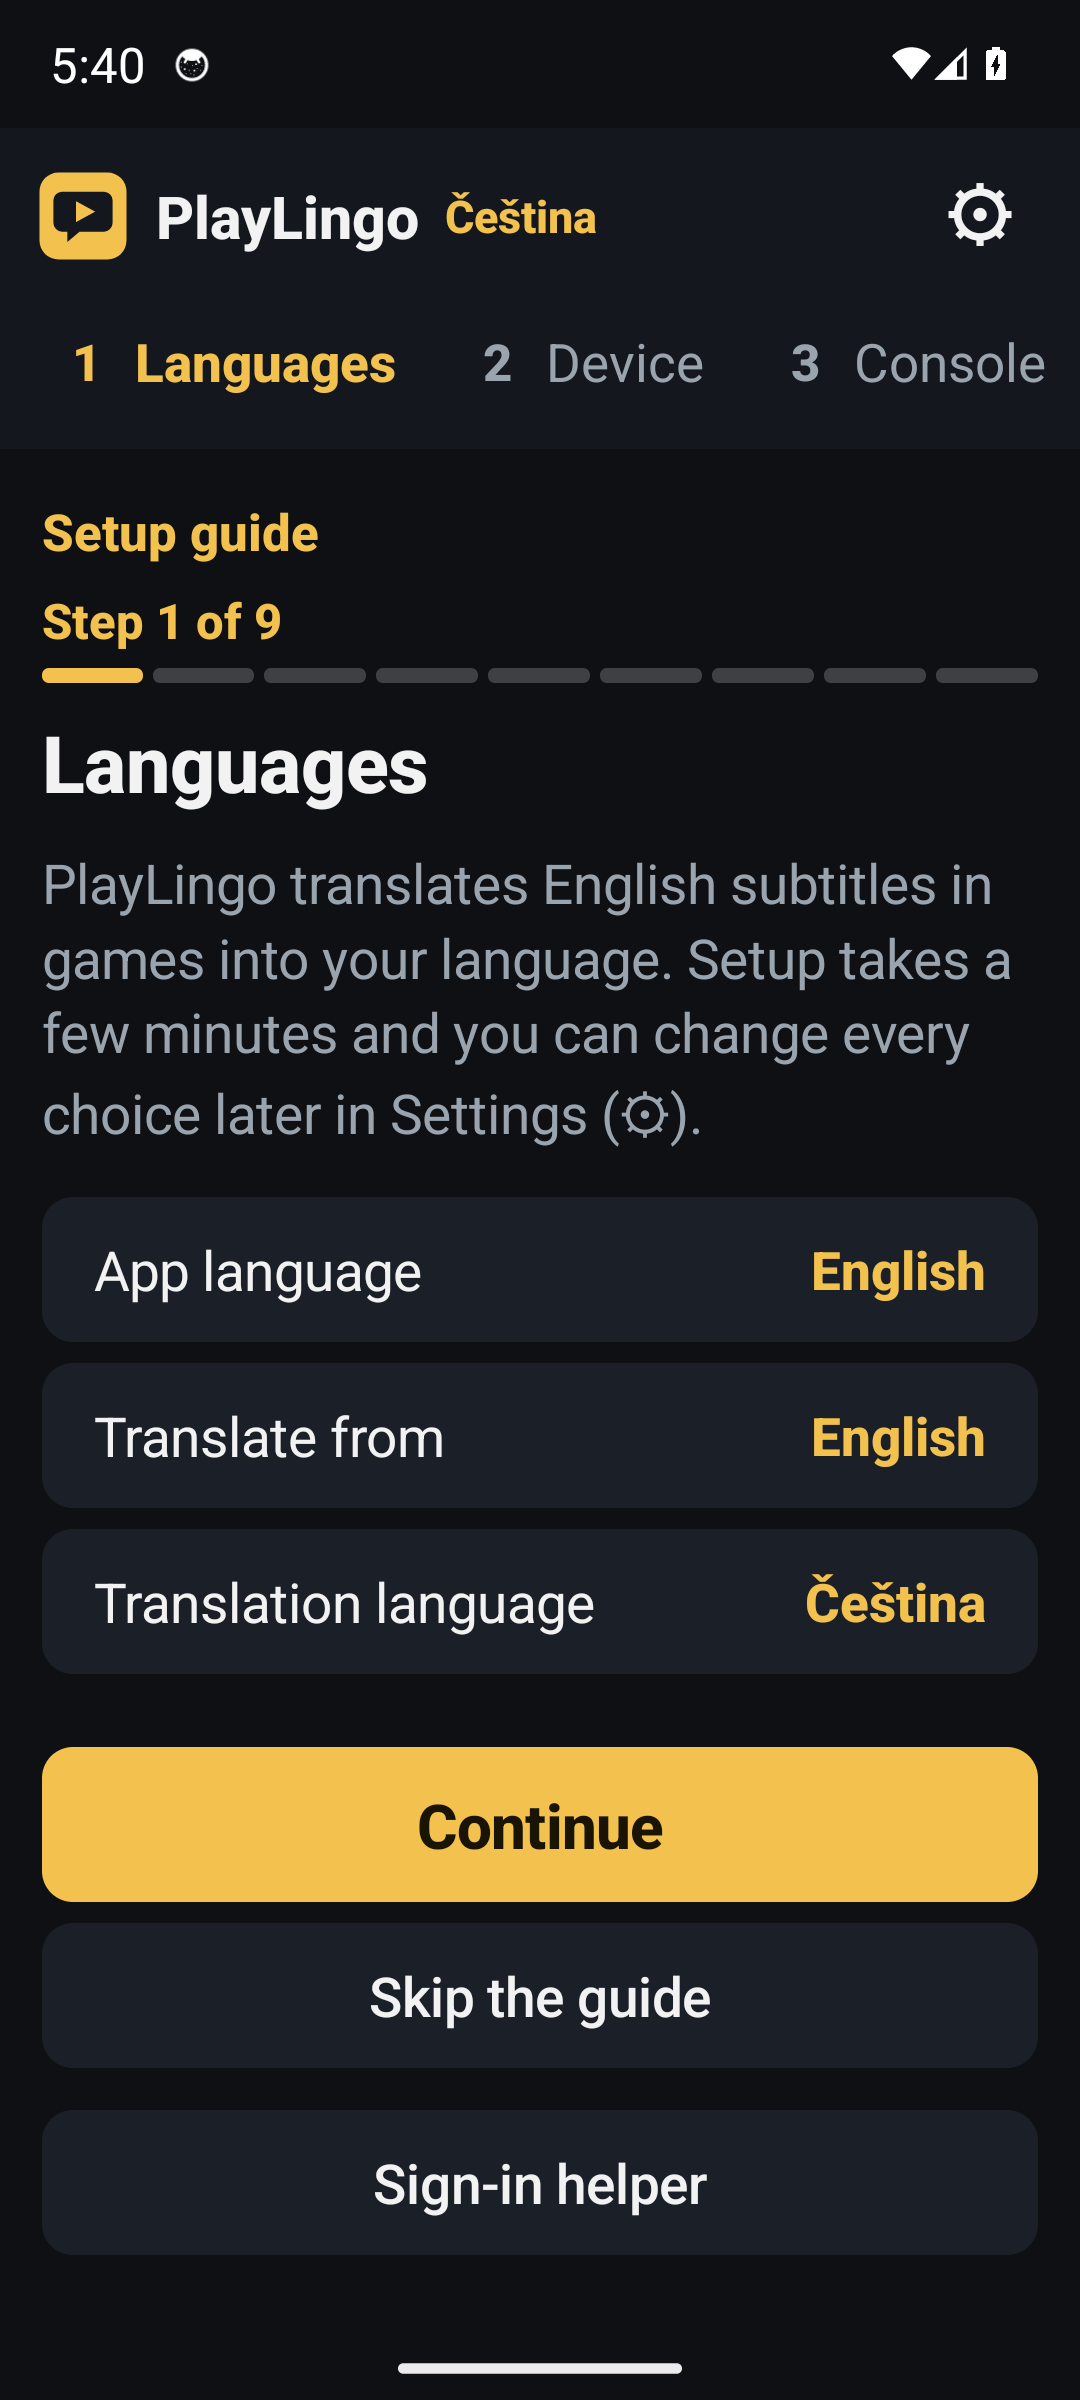 5:40
PlayLingo Čeština
1 Languages 2 Device 3 Console
Setup guide
Step 1 of 9
Languages
PlayLingo translates English subtitles in
games into your language. Setup takes a
few minutes and you can change every
choice later in Settings (⚙).
App language English
Translate from English
Translation language Čeština
Continue
Skip the guide
Sign-in helper